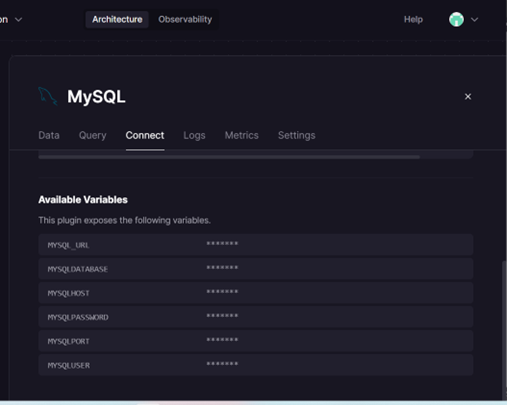 on
Architecture Observability Help
MySQL ×
Data Query Connect Logs Metrics Settings
Available Variables
This plugin exposes the following variables.
MYSQL_URL *******
MYSQLDATABASE *******
MYSQLHOST *******
MYSQLPASSWORD *******
MYSQLPORT *******
MYSQLUSER *******